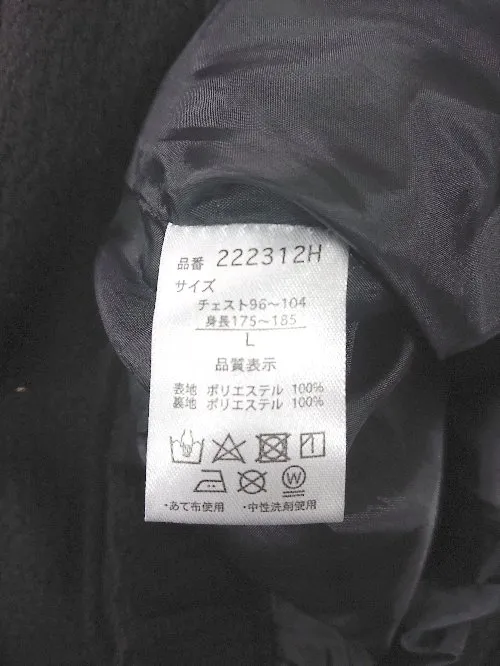 品番 222312H
サイズ
チェスト96〜104
身長175〜185
L
品質表示
表地 ポリエステル 100%
裏地 ポリエステル 100%
W
・あて布使用 ・中性洗剤使用